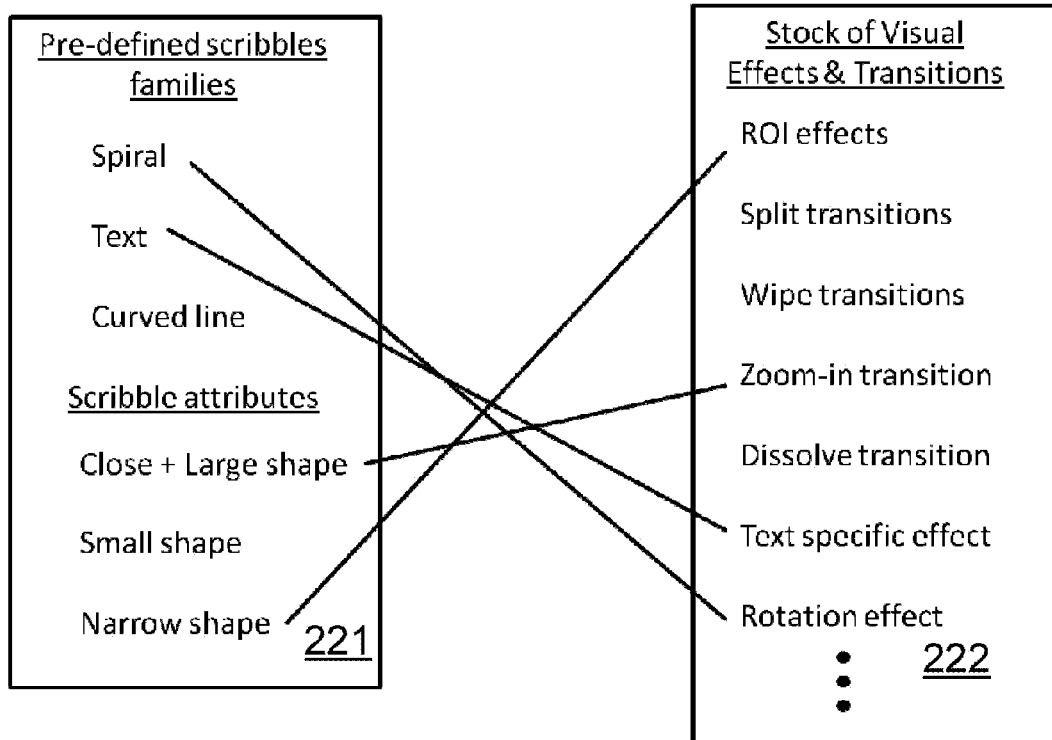 Pre-defined scribbles
families
Spiral
Text
Curved line
Scribble attributes
Close + Large shape
Small shape
Narrow shape
221
Stock of Visual
Effects & Transitions
ROI effects
Split transitions
Wipe transitions
Zoom-in transition
Dissolve transition
Text specific effect
Rotation effect
222